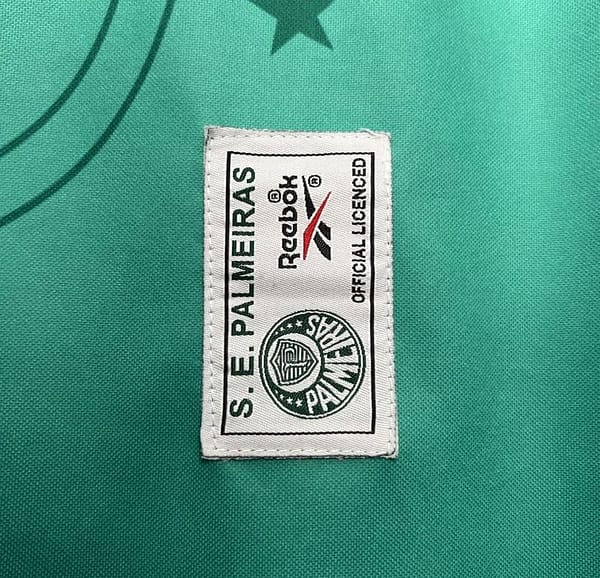 S. E. PALMEIRAS
PALMEIRAS
Reebok ®
®
OFFICIAL LICENCED